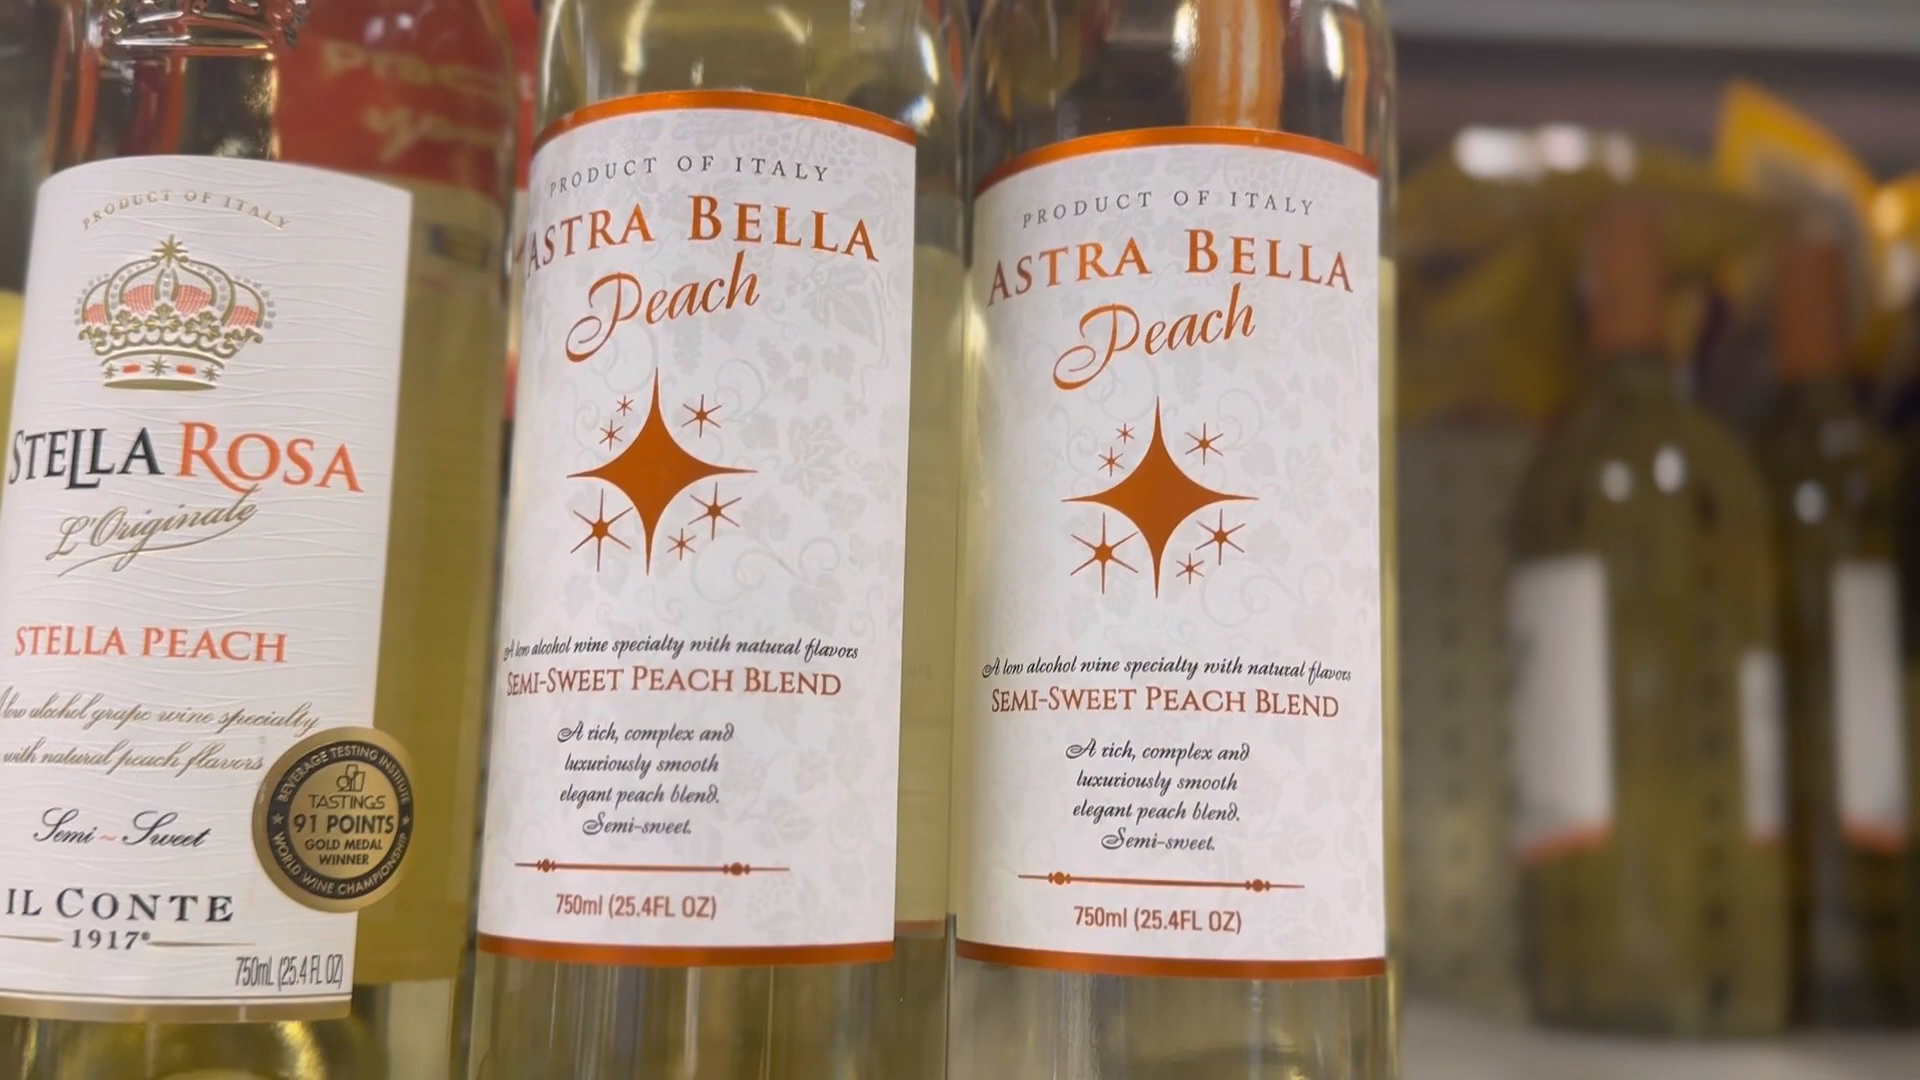 PRODUCT OF ITALY
STELLA ROSA
L'Originale
STELLA PEACH
low alcohol grape wine specialty
with natural peach flavors
Semi~Sweet
IL CONTE
1917®
750mL (25.4 FL OZ)
BEVERAGE TESTING INSTITUTE
TASTINGS
91 POINTS
GOLD MEDAL
WINNER
WORLD WINE CHAMPIONS
PRODUCT OF ITALY
ASTRA BELLA
Peach
A low alcohol wine specialty with natural flavors
SEMI-SWEET PEACH BLEND
A rich, complex and
luxuriously smooth
elegant peach blend.
Semi-sweet.
750ml (25.4FL OZ)
PRODUCT OF ITALY
ASTRA BELLA
Peach
A low alcohol wine specialty with natural flavors
SEMI-SWEET PEACH BLEND
A rich, complex and
luxuriously smooth
elegant peach blend.
Semi-sweet.
750ml (25.4FL OZ)